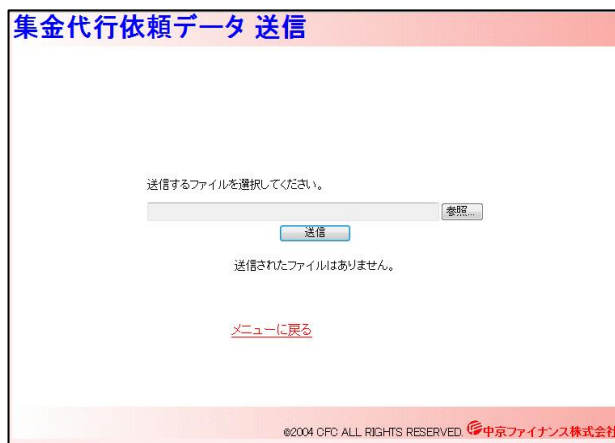 集金代行依頼データ 送信
送信するファイルを選択してください。
参照...
送信
送信されたファイルはありません。
メニューに戻る
©2004 CFC ALL RIGHTS RESERVED. 中京ファイナンス株式会社